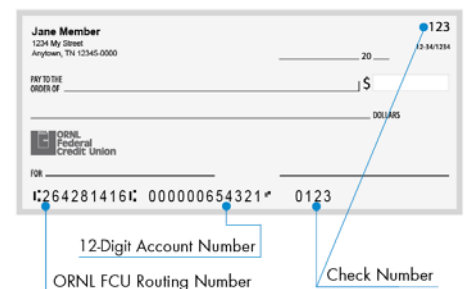 Jane Member
123
1234 My Street
Anytown, TN 12345-0000
20
12-34/1234
PAY TO THE
ORDER OF
$
DOLLARS
ORNL
Federal
Credit Union
FOR
⑆264281416⑆ 000000654321⑈ 0123
12-Digit Account Number
ORNL FCU Routing Number
Check Number